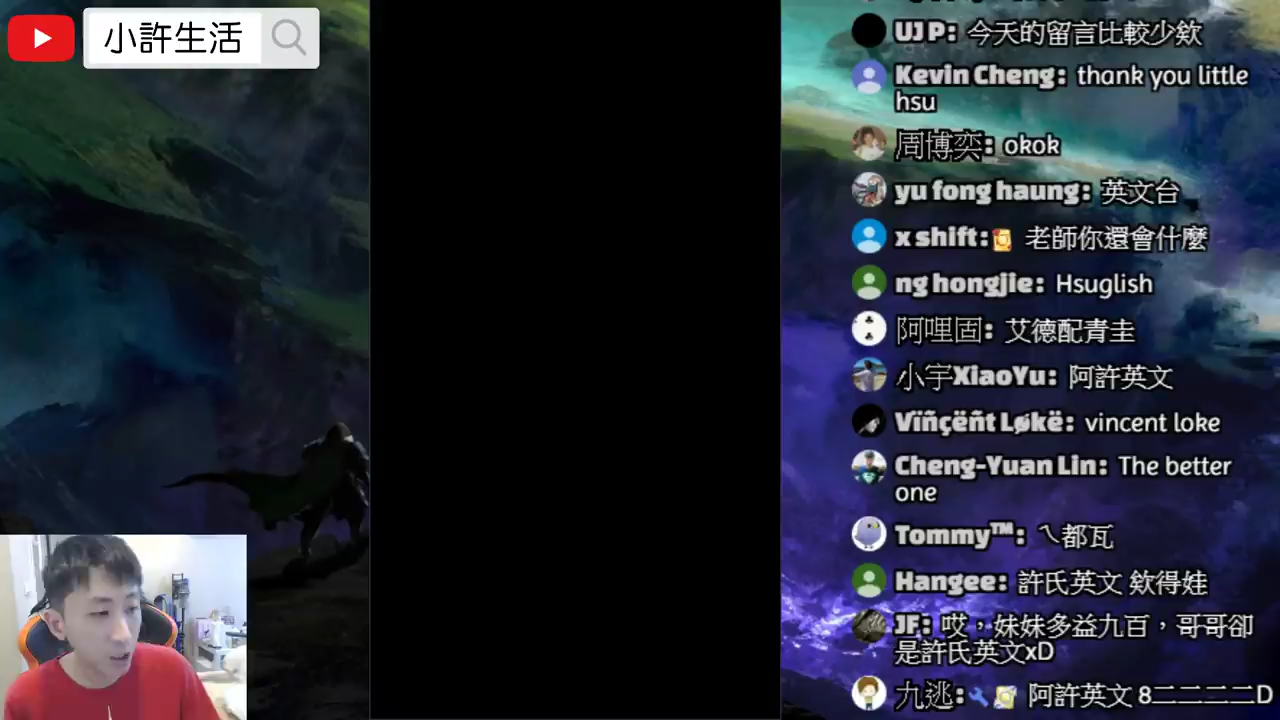 小許生活
UJ P: 今天的留言比較少欸
Kevin Cheng: thank you little
hsu
周博奕: okok
yu fong haung: 英文台
x shift: 老師你還會什麼
ng hongjie: Hsuglish
阿哩固: 艾德配青圭
小宇XiaoYu: 阿許英文
Vïñçëñt Løkë: vincent loke
Cheng-Yuan Lin: The better
one
Tommy™: ㄟ都瓦
Hangee: 許氏英文 欸得娃
JF: 哎，妹妹多益九百，哥哥卻
是許氏英文xD
九逃: 阿許英文 8二二二二D